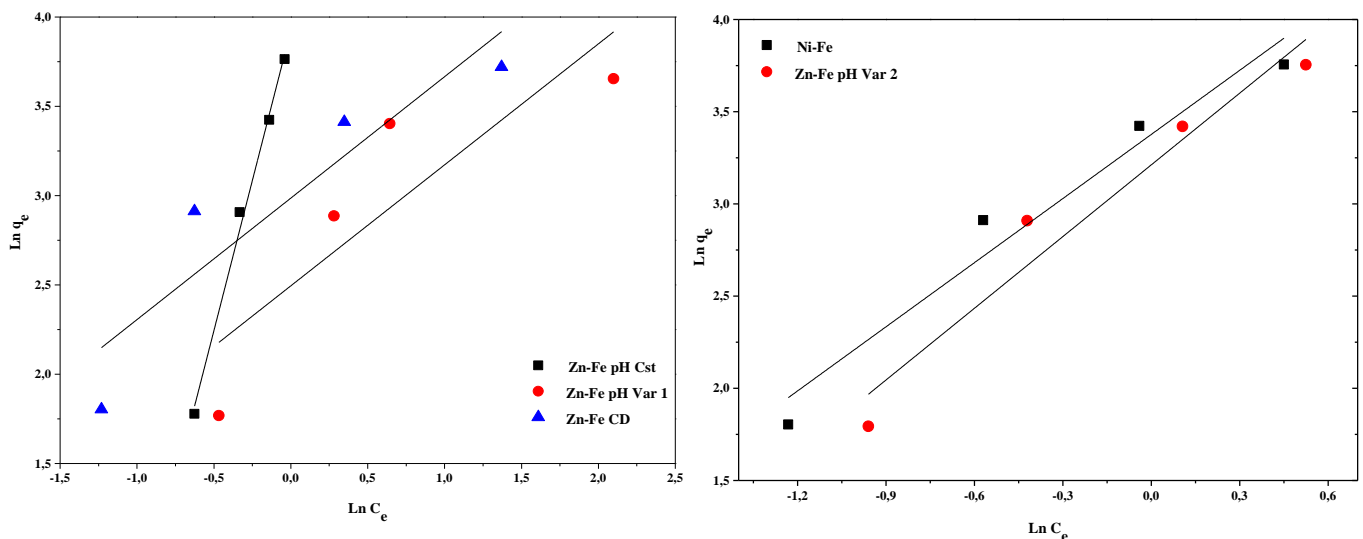 4,0
3,5
3,0
2,5
2,0
1,5
Ln qe
-1,5 -1,0 -0,5 0,0 0,5 1,0 1,5 2,0 2,5
Ln Ce
Zn-Fe pH Cst
Zn-Fe pH Var 1
Zn-Fe CD
4,0
3,5
3,0
2,5
2,0
1,5
Ln qe
-1,2 -0,9 -0,6 -0,3 0,0 0,3 0,6
Ln Ce
Ni-Fe
Zn-Fe pH Var 2